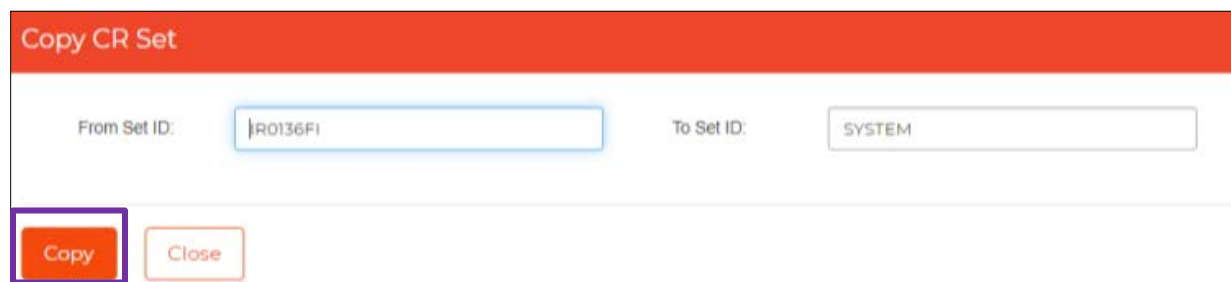 Copy CR Set
From Set ID: IR0136FI To Set ID: SYSTEM
Copy Close